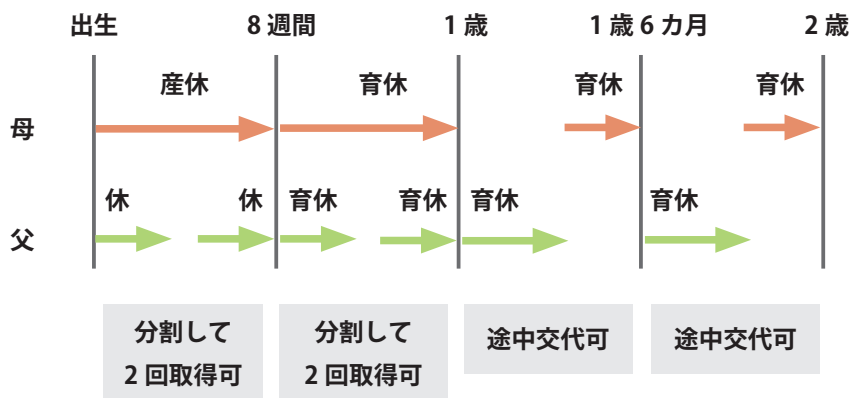 出生 8週間 1歳 1歳6カ月 2歳
産休 育休 育休 育休
母
休 休 育休 育休 育休 育休
父
分割して 分割して 途中交代可 途中交代可
2回取得可 2回取得可